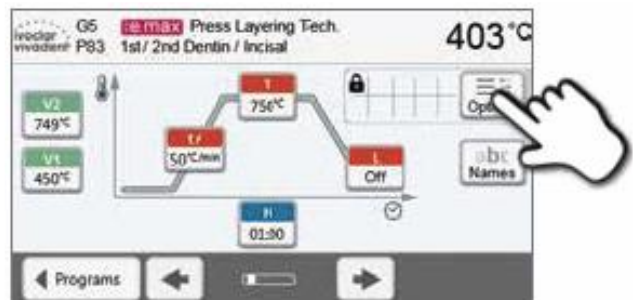 ivoclar vivadent
G5 e.max Press Layering Tech.
P83 1st/ 2nd Dentin / Incisal
403 °C
V2
749°C
V1
450°C
T
750°C
t↗
50°C/min
L
Off
H
01:00
Options
abc
Names
Programs